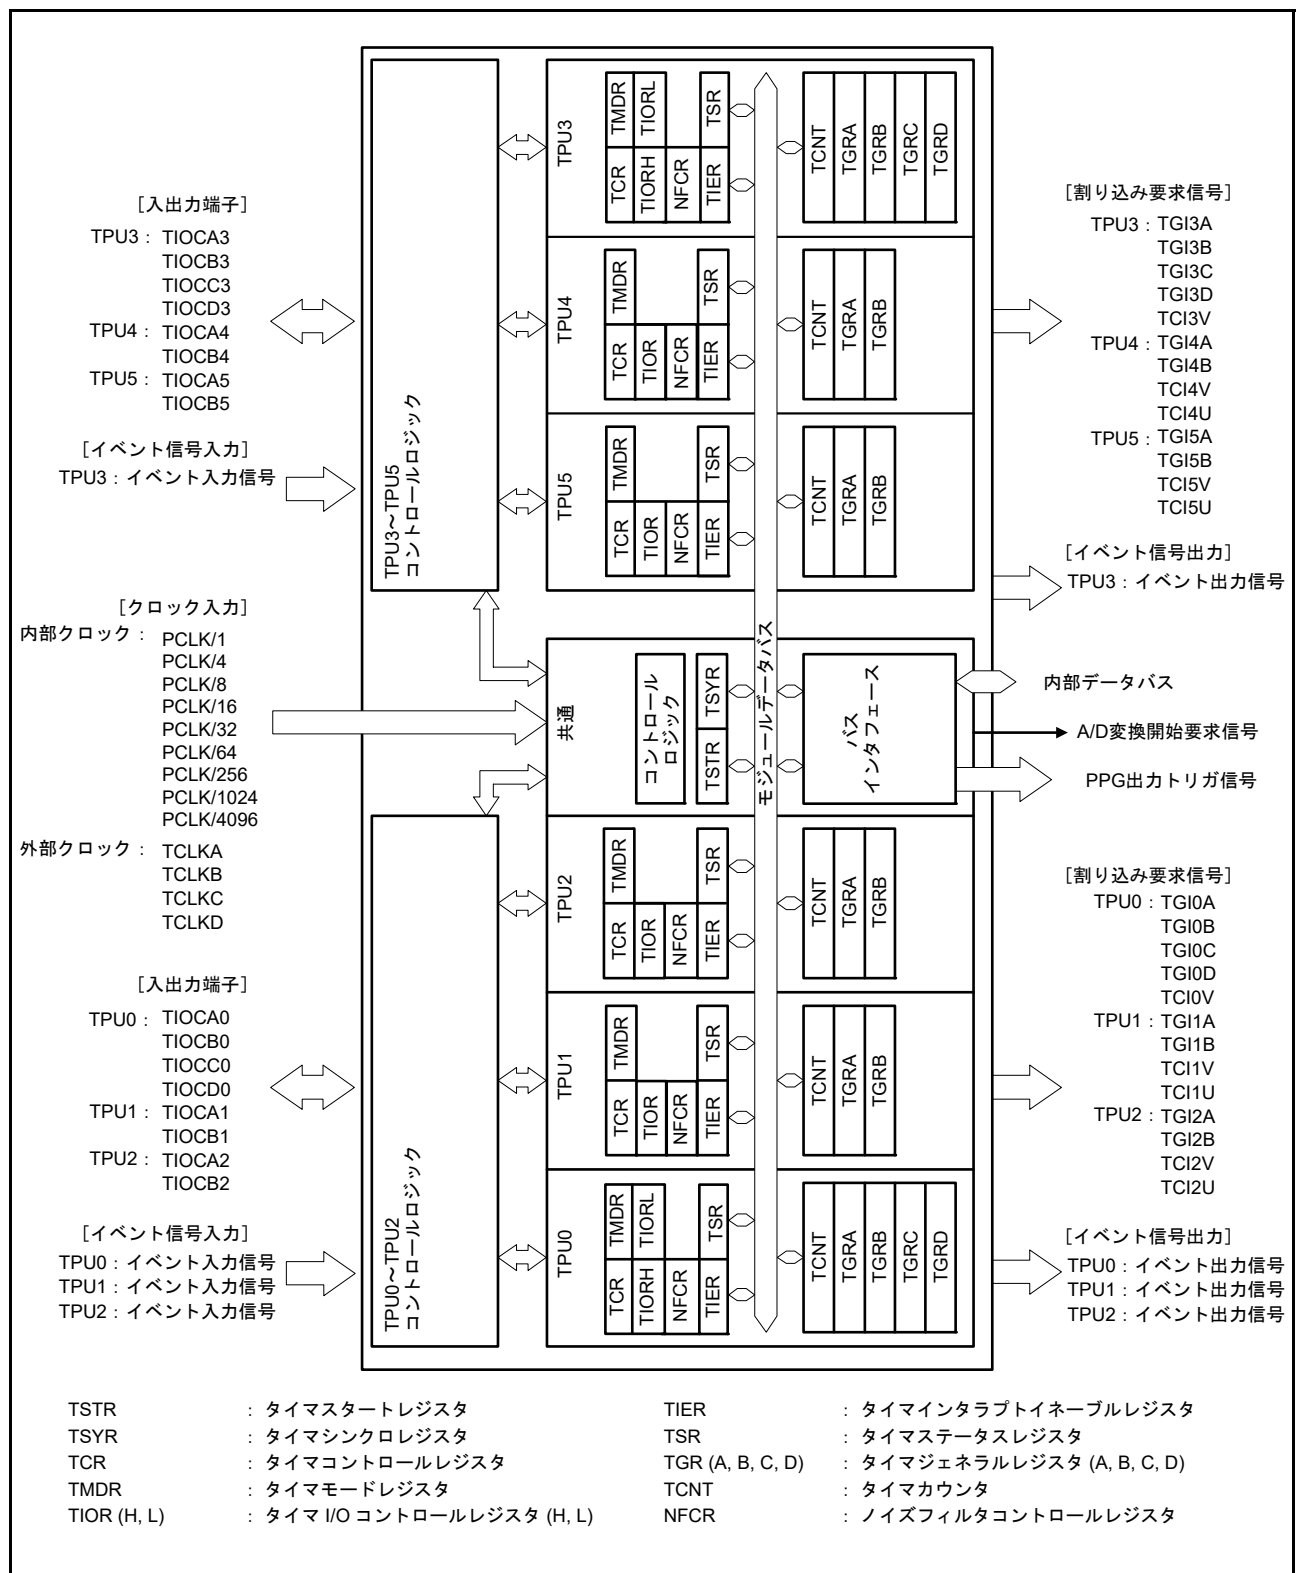 [入出力端子]
TPU3：TIOCA3
TIOCB3
TIOCC3
TIOCD3
TPU4：TIOCA4
TIOCB4
TPU5：TIOCA5
TIOCB5
[イベント信号入力]
TPU3：イベント入力信号
[クロック入力]
内部クロック：PCLK/1
PCLK/4
PCLK/8
PCLK/16
PCLK/32
PCLK/64
PCLK/256
PCLK/1024
PCLK/4096
外部クロック：TCLKA
TCLKB
TCLKC
TCLKD
[入出力端子]
TPU0：TIOCA0
TIOCB0
TIOCC0
TIOCD0
TPU1：TIOCA1
TIOCB1
TPU2：TIOCA2
TIOCB2
[イベント信号入力]
TPU0：イベント入力信号
TPU1：イベント入力信号
TPU2：イベント入力信号
TPU3～TPU5
コントロールロジック
TPU0～TPU2
コントロールロジック
TPU3
TMDR
TIORL
TSR
TCR
TIORH
NFCR
TIER
TCNT
TGRA
TGRB
TGRC
TGRD
TPU4
TMDR
TSR
TCR
TIOR
NFCR
TIER
TCNT
TGRA
TGRB
TPU5
TMDR
TSR
TCR
TIOR
NFCR
TIER
TCNT
TGRA
TGRB
共通
コントロール
ロジック
TSYR
TSTR
モジュールデータバス
バス
インタフェース
TPU2
TMDR
TSR
TCR
TIOR
NFCR
TIER
TCNT
TGRA
TGRB
TPU1
TMDR
TSR
TCR
TIOR
NFCR
TIER
TCNT
TGRA
TGRB
TPU0
TMDR
TIORL
TSR
TCR
TIORH
NFCR
TIER
TCNT
TGRA
TGRB
TGRC
TGRD
[割り込み要求信号]
TPU3：TGI3A
TGI3B
TGI3C
TGI3D
TCI3V
TPU4：TGI4A
TGI4B
TCI4V
TCI4U
TPU5：TGI5A
TGI5B
TCI5V
TCI5U
[イベント信号出力]
TPU3：イベント出力信号
内部データバス
A/D変換開始要求信号
PPG出力トリガ信号
[割り込み要求信号]
TPU0：TGI0A
TGI0B
TGI0C
TGI0D
TCI0V
TPU1：TGI1A
TGI1B
TCI1V
TCI1U
TPU2：TGI2A
TGI2B
TCI2V
TCI2U
[イベント信号出力]
TPU0：イベント出力信号
TPU1：イベント出力信号
TPU2：イベント出力信号
TSTR：タイマスタートレジスタ
TSYR：タイマシンクロレジスタ
TCR：タイマコントロールレジスタ
TMDR：タイマモードレジスタ
TIOR (H, L)：タイマ I/O コントロールレジスタ (H, L)
TIER：タイマインタラプトイネーブルレジスタ
TSR：タイマステータスレジスタ
TGR (A, B, C, D)：タイマジェネラルレジスタ (A, B, C, D)
TCNT：タイマカウンタ
NFCR：ノイズフィルタコントロールレジスタ